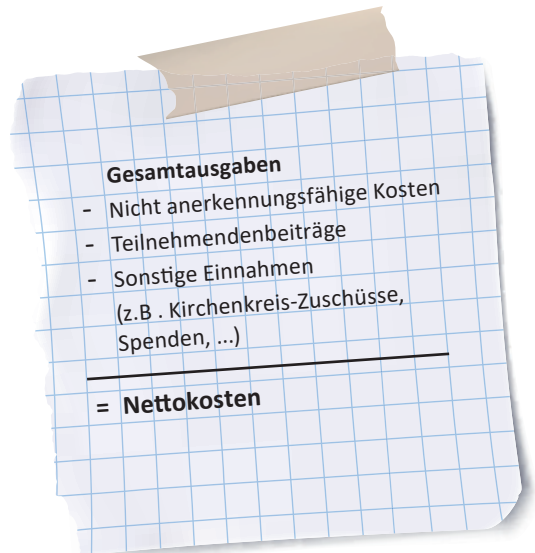 Gesamtausgaben
- Nicht anerkennungsfähige Kosten
- Teilnehmendenbeiträge
- Sonstige Einnahmen
(z.B . Kirchenkreis-Zuschüsse,
Spenden, ...)
= Nettokosten